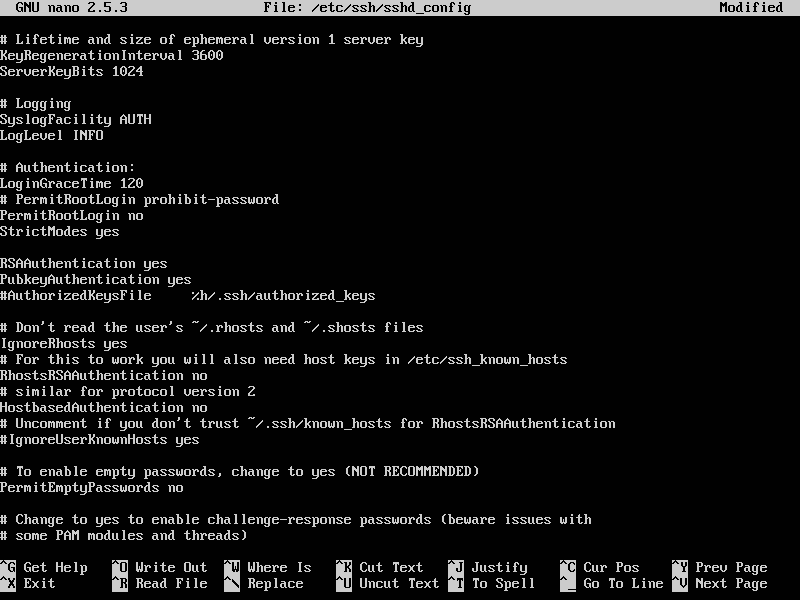 GNU nano 2.5.3 File: /etc/ssh/sshd_config Modified
# Lifetime and size of ephemeral version 1 server key
KeyRegenerationInterval 3600
ServerKeyBits 1024
# Logging
SyslogFacility AUTH
LogLevel INFO
# Authentication:
LoginGraceTime 120
# PermitRootLogin prohibit-password
PermitRootLogin no
StrictModes yes
RSAAuthentication yes
PubkeyAuthentication yes
#AuthorizedKeysFile     %h/.ssh/authorized_keys
# Don't read the user's ~/.rhosts and ~/.shosts files
IgnoreRhosts yes
# For this to work you will also need host keys in /etc/ssh_known_hosts
RhostsRSAAuthentication no
# similar for protocol version 2
HostbasedAuthentication no
# Uncomment if you don't trust ~/.ssh/known_hosts for RhostsRSAAuthentication
#IgnoreUserKnownHosts yes
# To enable empty passwords, change to yes (NOT RECOMMENDED)
PermitEmptyPasswords no
# Change to yes to enable challenge-response passwords (beware issues with
# some PAM modules and threads)
^G Get Help ^O Write Out ^W Where Is ^K Cut Text ^J Justify ^C Cur Pos ^Y Prev Page
^X Exit ^R Read File ^\ Replace ^U Uncut Text ^T To Spell ^_ Go To Line ^V Next Page